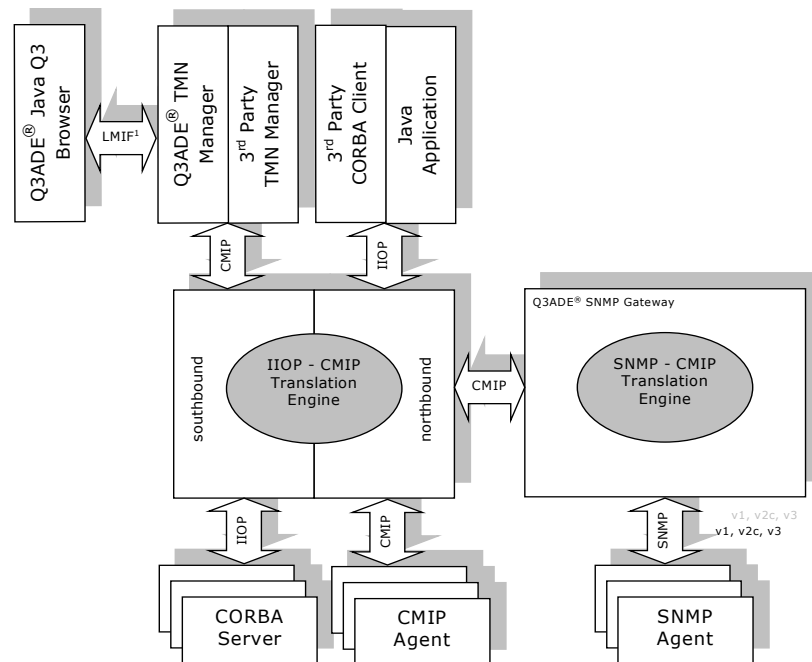 Q3ADE® Java Q3
Browser
LMIF¹
Q3ADE® TMN
Manager
3rd Party
TMN Manager
3rd Party
CORBA Client
Java
Application
CMIP
IIOP
Q3ADE® SNMP Gateway
southbound
IIOP - CMIP
Translation
Engine
northbound
CMIP
SNMP - CMIP
Translation
Engine
IIOP
CMIP
SNMP
v1, v2c, v3
v1, v2c, v3
CORBA
Server
CMIP
Agent
SNMP
Agent